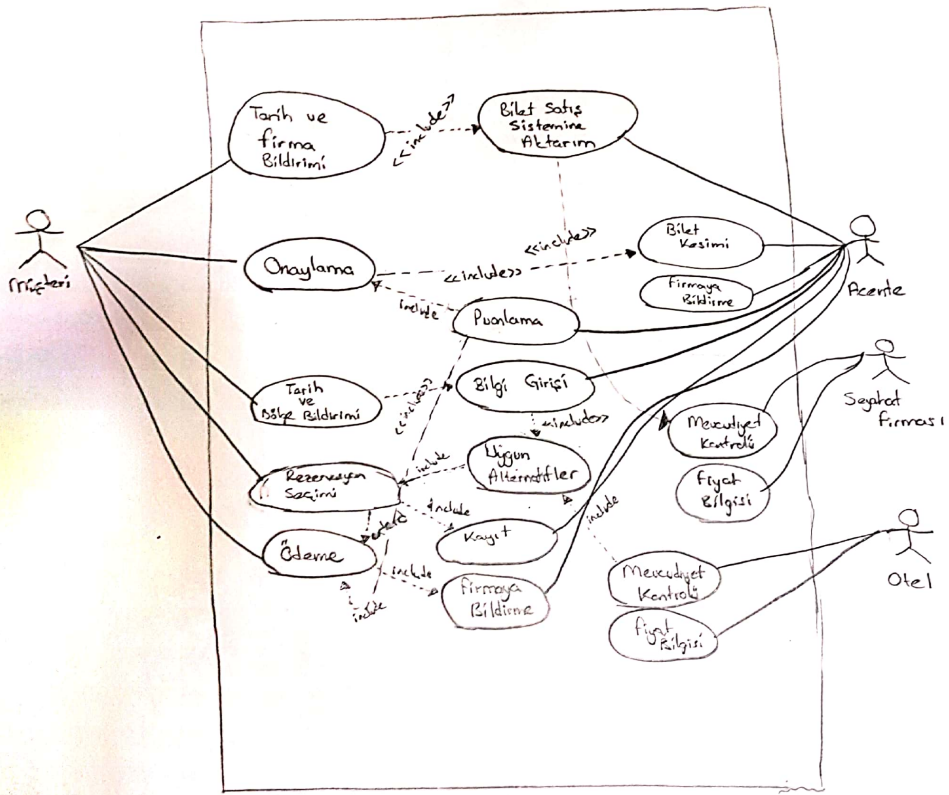 Tarih ve
firma
Bildirimi
<<include>>
Bilet Satış
Sistemine
Aktarım
Müşteri
Onaylama
<<include>>
<<include>>
Bilet
Kesimi
Firmaya
Bildirme
Acente
include
Puanlama
Tarih
ve
Bölge Bildirimi
<<include>>
Bilgi Girişi
<<include>>
Mevcudiyet
Kontrolü
Seyahat
firması
Rezervasyon
Seçimi
include
Uygun
Alternatifler
Fiyat
Bilgisi
include
Kayıt
include
Ödeme
include
include
Firmaya
Bildirme
Mevcudiyet
Kontrolü
Fiyat
Bilgisi
Otel